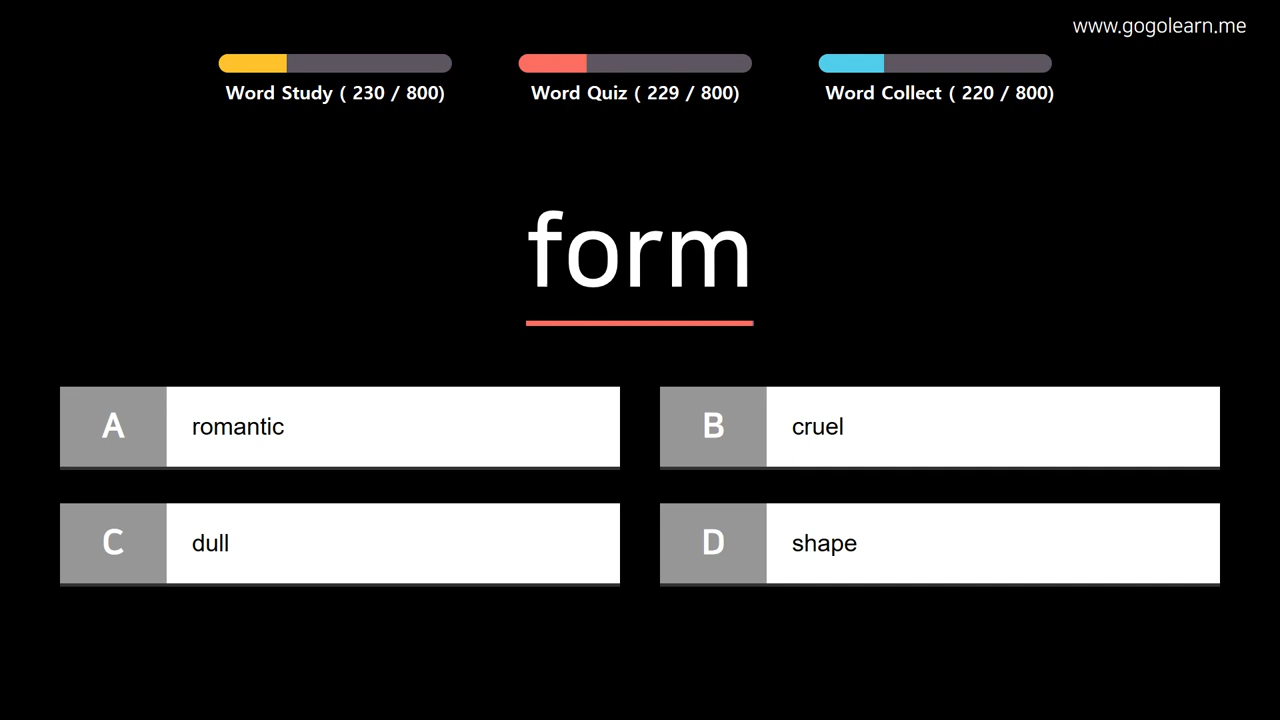 www.gogolearn.me
Word Study ( 230 / 800)
Word Quiz ( 229 / 800)
Word Collect ( 220 / 800)
form
A romantic
B cruel
C dull
D shape